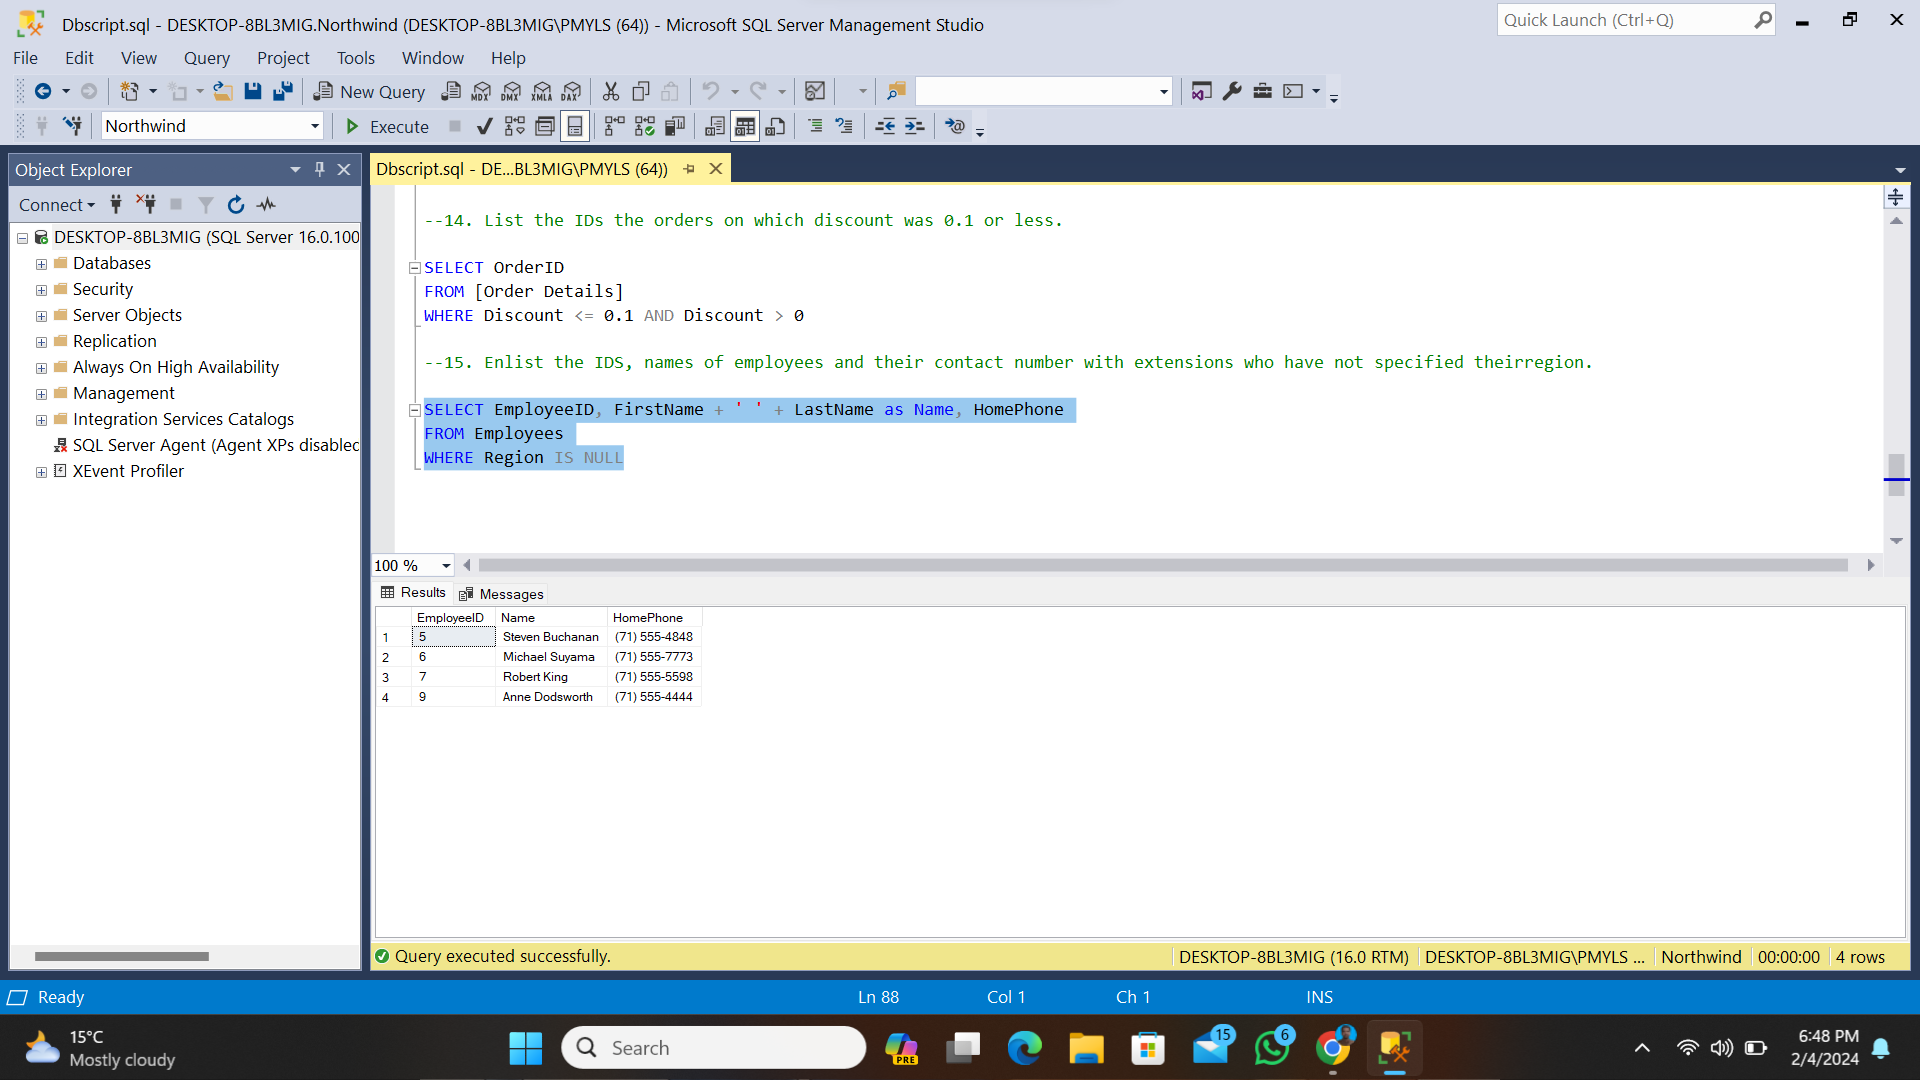 Dbscript.sql - DESKTOP-8BL3MIG.Northwind (DESKTOP-8BL3MIG\PMYLS (64)) - Microsoft SQL Server Management Studio
Quick Launch (Ctrl+Q)
File Edit View Query Project Tools Window Help
New Query MDX DMX XMLA DAX
Northwind Execute
Object Explorer
Dbscript.sql - DE...BL3MIG\PMYLS (64))
Connect
DESKTOP-8BL3MIG (SQL Server 16.0.100
Databases
Security
Server Objects
Replication
Always On High Availability
Management
Integration Services Catalogs
SQL Server Agent (Agent XPs disabled
XEvent Profiler
--14. List the IDs the orders on which discount was 0.1 or less.
SELECT OrderID
FROM [Order Details]
WHERE Discount <= 0.1 AND Discount > 0
--15. Enlist the IDS, names of employees and their contact number with extensions who have not specified theirregion.
SELECT EmployeeID, FirstName + ' ' + LastName as Name, HomePhone
FROM Employees
WHERE Region IS NULL
100 %
Results Messages
EmployeeID Name HomePhone
1 5 Steven Buchanan (71) 555-4848
2 6 Michael Suyama (71) 555-7773
3 7 Robert King (71) 555-5598
4 9 Anne Dodsworth (71) 555-4444
Query executed successfully.
DESKTOP-8BL3MIG (16.0 RTM) DESKTOP-8BL3MIG\PMYLS ... Northwind 00:00:00 4 rows
Ready Ln 88 Col 1 Ch 1 INS
15°C
Mostly cloudy
Search
PRE
15
6
6:48 PM
2/4/2024